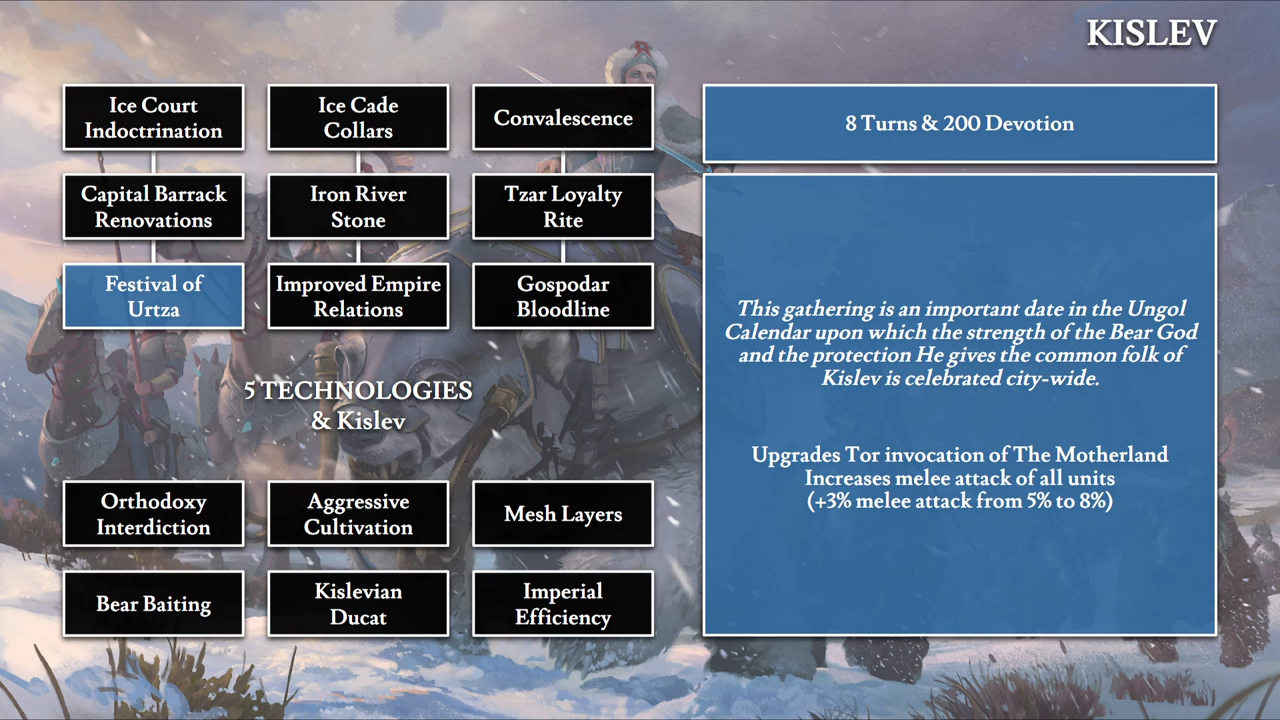 KISLEV
Ice Court
Indoctrination
Ice Cade
Collars
Convalescence
8 Turns & 200 Devotion
Capital Barrack
Renovations
Iron River
Stone
Tzar Loyalty
Rite
Festival of
Urtza
Improved Empire
Relations
Gospodar
Bloodline
This gathering is an important date in the Ungol
Calendar upon which the strength of the Bear God
and the protection He gives the common folk of
Kislev is celebrated city-wide.
5 TECHNOLOGIES
& Kislev
Upgrades Tor invocation of The Motherland
Increases melee attack of all units
(+3% melee attack from 5% to 8%)
Orthodoxy
Interdiction
Aggressive
Cultivation
Mesh Layers
Bear Baiting
Kislevian
Ducat
Imperial
Efficiency